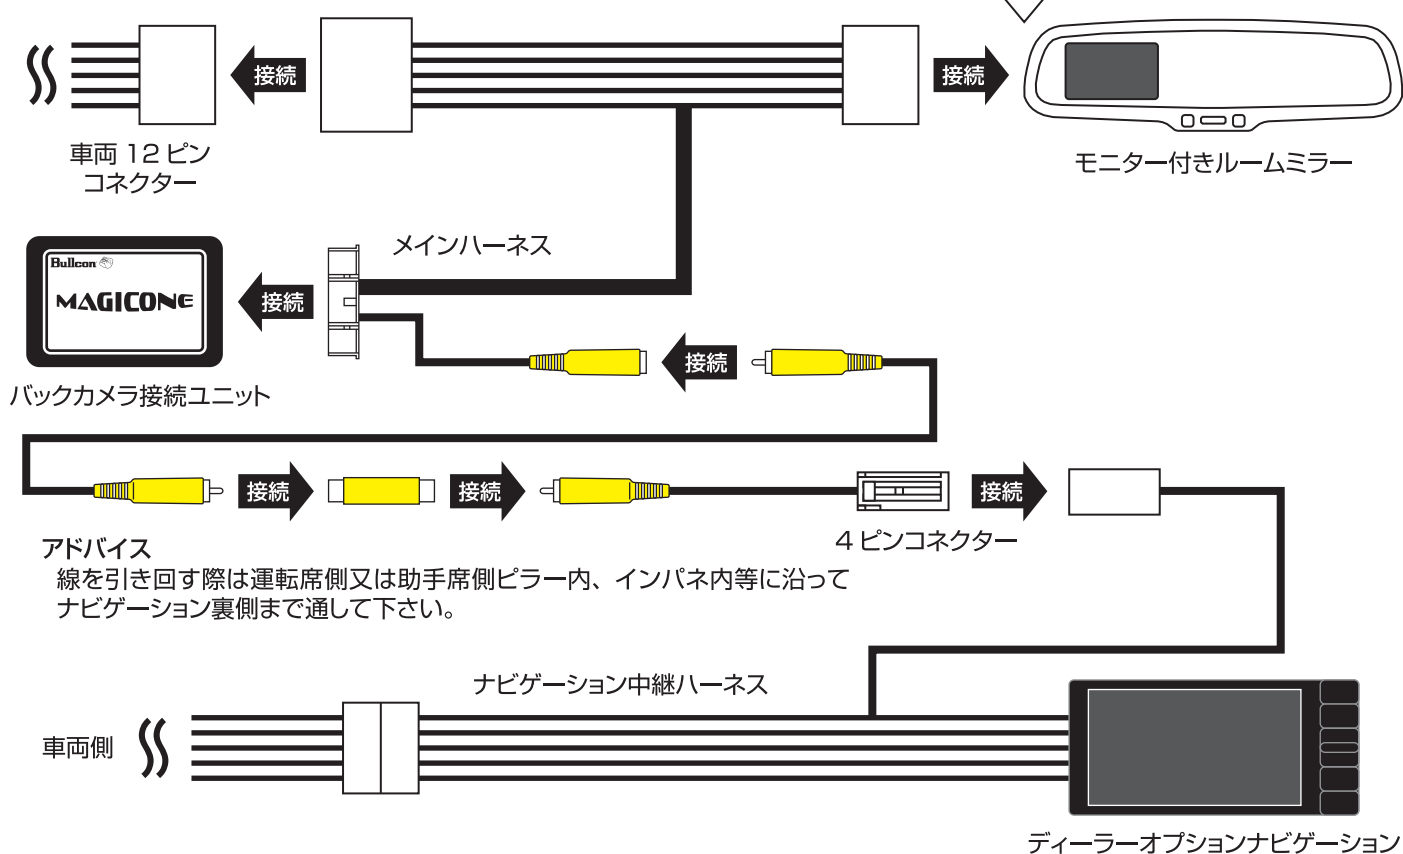 接続
接続
車両 12 ピン
コネクター
モニター付きルームミラー
メインハーネス
Bullcon
MAGICONE
接続
接続
バックカメラ接続ユニット
接続
接続
接続
4 ピンコネクター
アドバイス
線を引き回す際は運転席側又は助手席側ピラー内、インパネ内等に沿って
ナビゲーション裏側まで通して下さい。
ナビゲーション中継ハーネス
車両側
ディーラーオプションナビゲーション